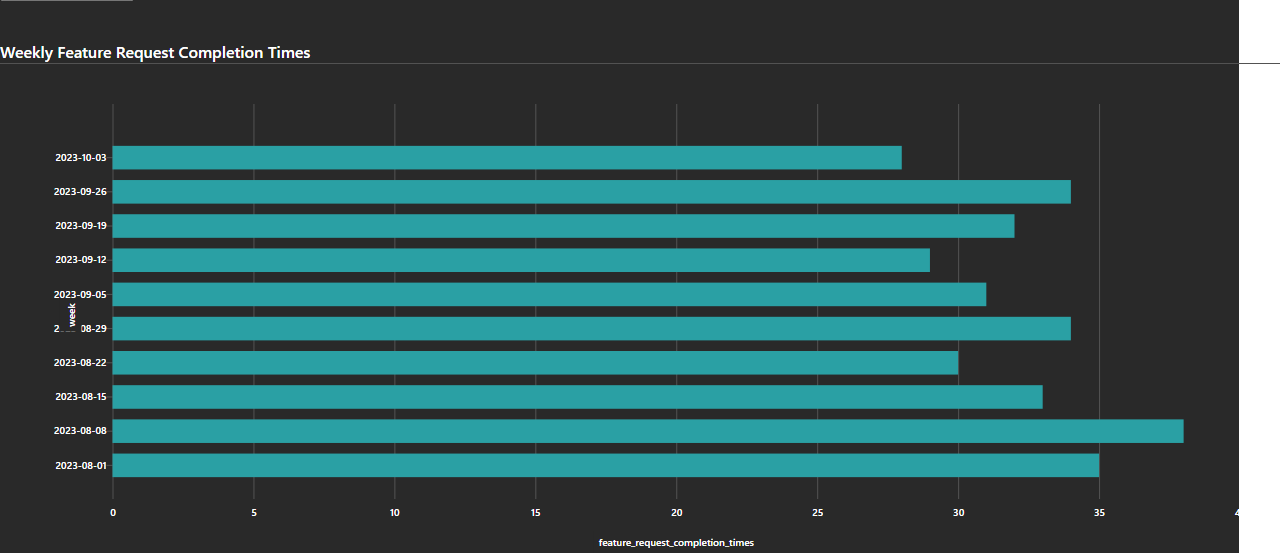 Weekly Feature Request Completion Times
2023-10-03
2023-09-26
2023-09-19
2023-09-12
2023-09-05
week
2 08-29
2023-08-22
2023-08-15
2023-08-08
2023-08-01
0 5 10 15 20 25 30 35
feature_request_completion_times